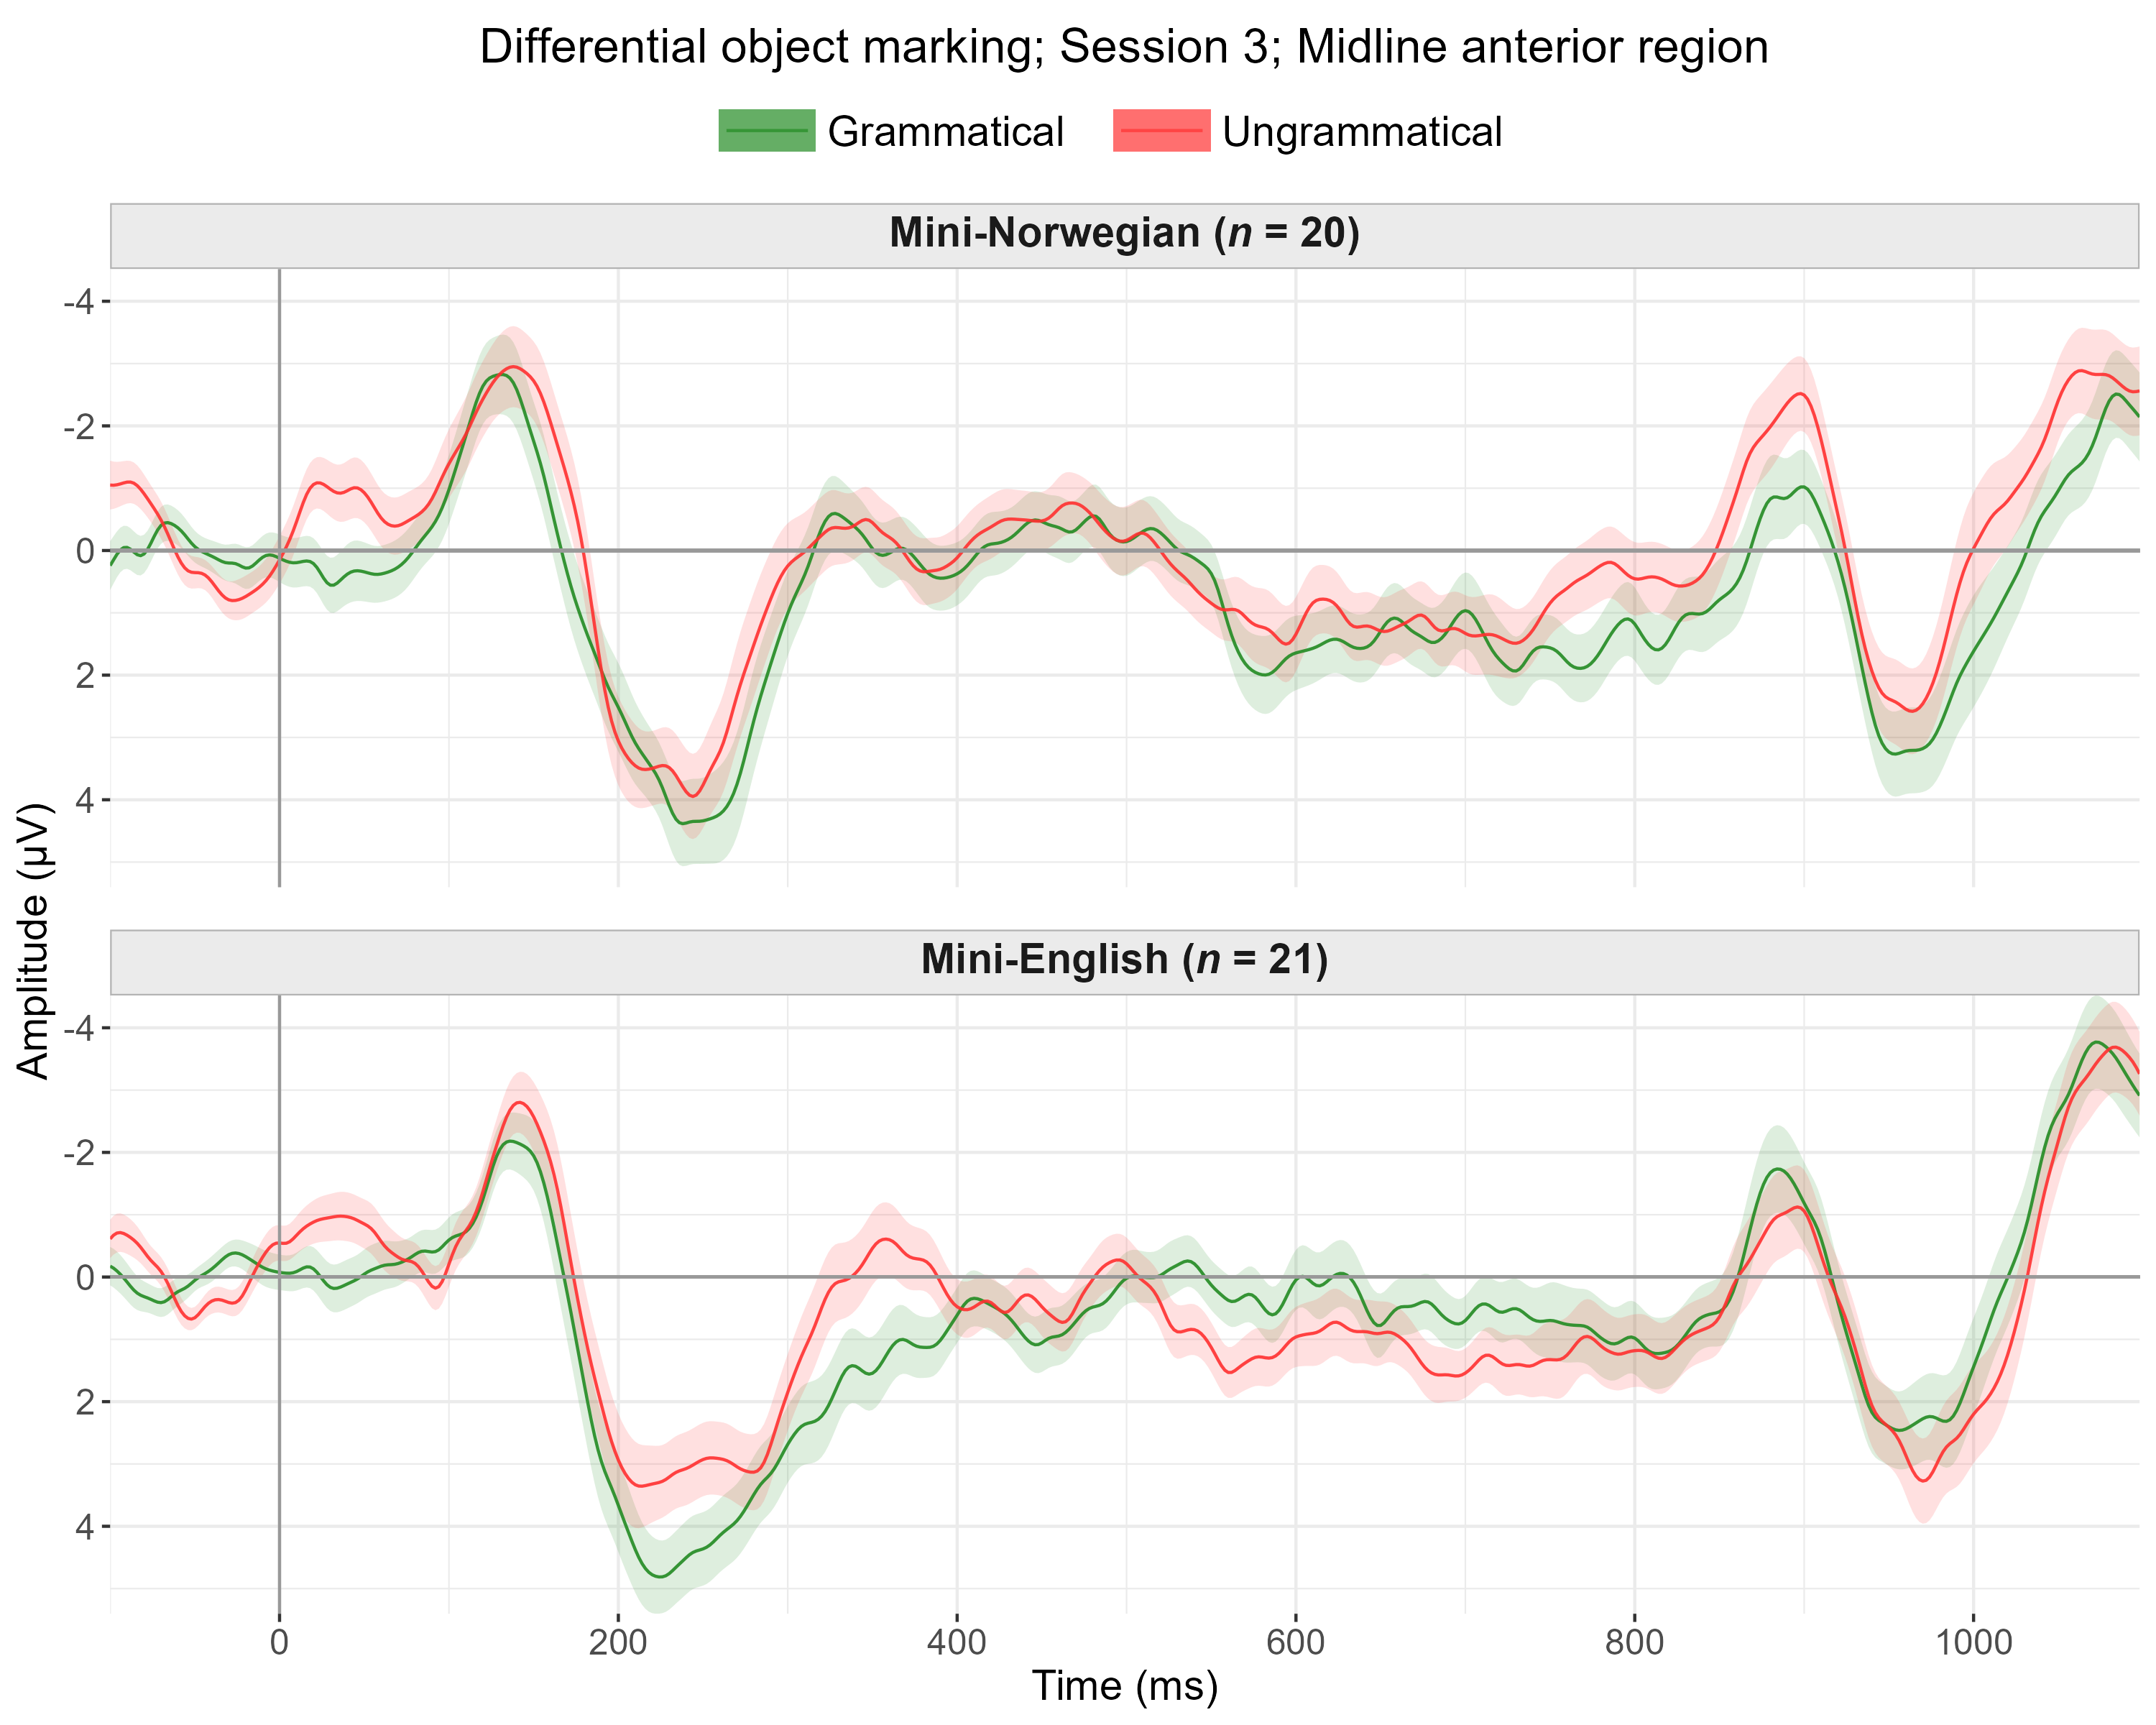 Differential object marking; Session 3; Midline anterior region
Grammatical Ungrammatical
Mini-Norwegian (n = 20)
-4
-2
0
2
4
Amplitude (µV)
Mini-English (n = 21)
-4
-2
0
2
4
0 200 400 600 800 1000
Time (ms)